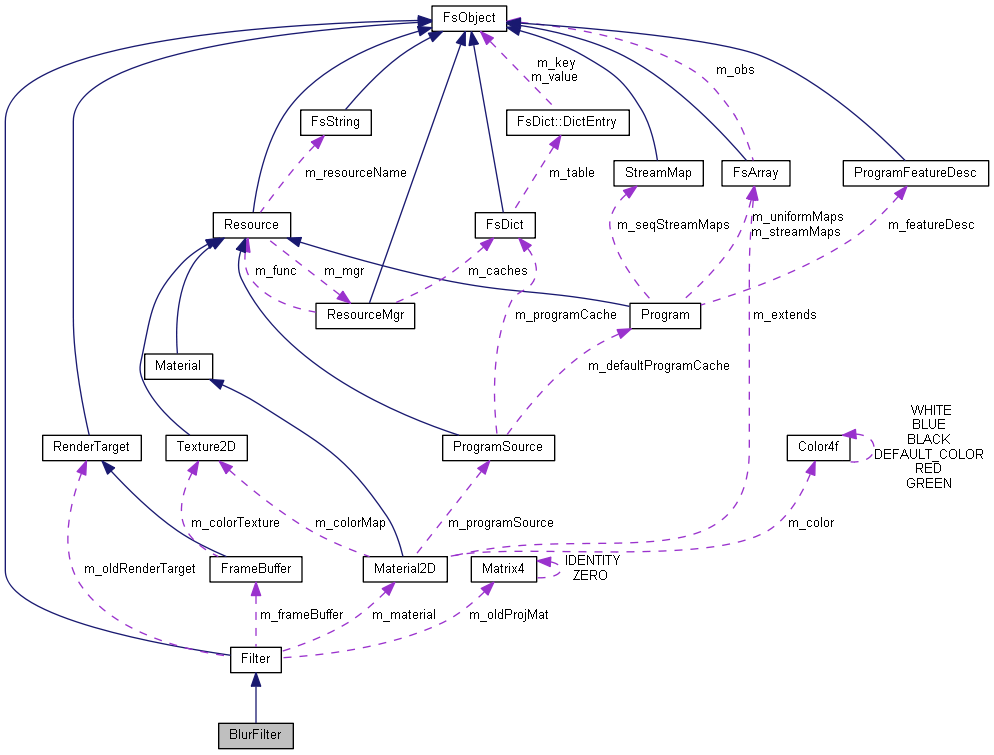 FsObject
m_key
m_value
m_obs
FsString
FsDict::DictEntry
m_resourceName
m_table
StreamMap
FsArray
ProgramFeatureDesc
Resource
FsDict
m_seqStreamMaps
m_uniformMaps
m_streamMaps
m_featureDesc
m_func
m_mgr
m_caches
ResourceMgr
m_programCache
Program
m_extends
Material
m_defaultProgramCache
WHITE
BLUE
BLACK
DEFAULT_COLOR
RED
GREEN
RenderTarget
Texture2D
ProgramSource
Color4f
m_colorTexture
m_colorMap
m_programSource
m_color
m_oldRenderTarget
FrameBuffer
Material2D
Matrix4
IDENTITY
ZERO
m_frameBuffer
m_material
m_oldProjMat
Filter
BlurFilter